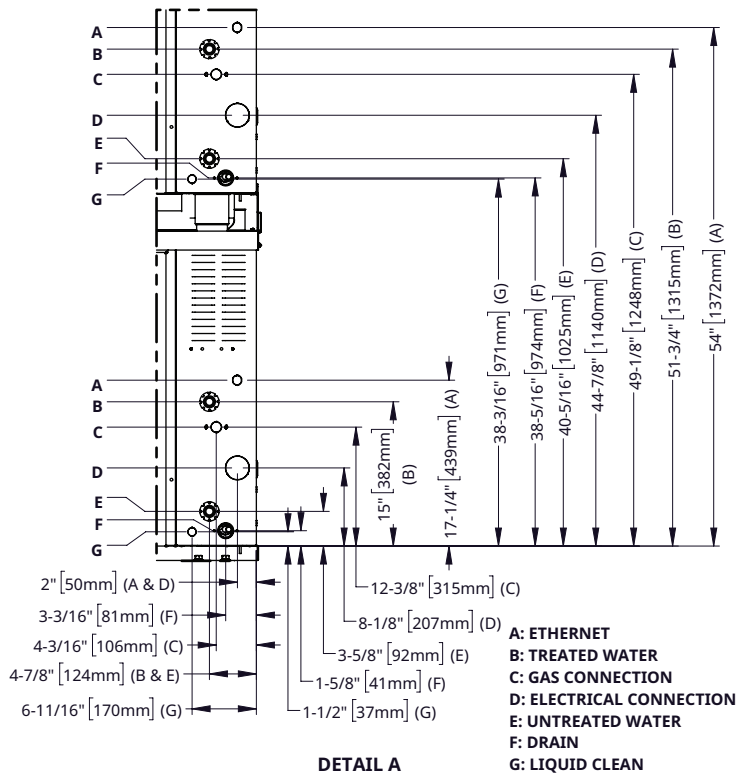 A
B
C
D
E
F
G
A
B
C
D
E
F
G
38-3/16" [971mm] (G)
38-5/16" [974mm] (F)
40-5/16" [1025mm] (E)
44-7/8" [1140mm] (D)
49-1/8" [1248mm] (C)
51-3/4" [1315mm] (B)
54" [1372mm] (A)
15" [382mm]
(B)
17-1/4" [439mm] (A)
2" [50mm] (A & D)
3-3/16" [81mm] (F)
4-3/16" [106mm] (C)
4-7/8" [124mm] (B & E)
6-11/16" [170mm] (G)
12-3/8" [315mm] (C)
8-1/8" [207mm] (D)
3-5/8" [92mm] (E)
1-5/8" [41mm] (F)
1-1/2" [37mm] (G)
A: ETHERNET
B: TREATED WATER
C: GAS CONNECTION
D: ELECTRICAL CONNECTION
E: UNTREATED WATER
F: DRAIN
G: LIQUID CLEAN
DETAIL A